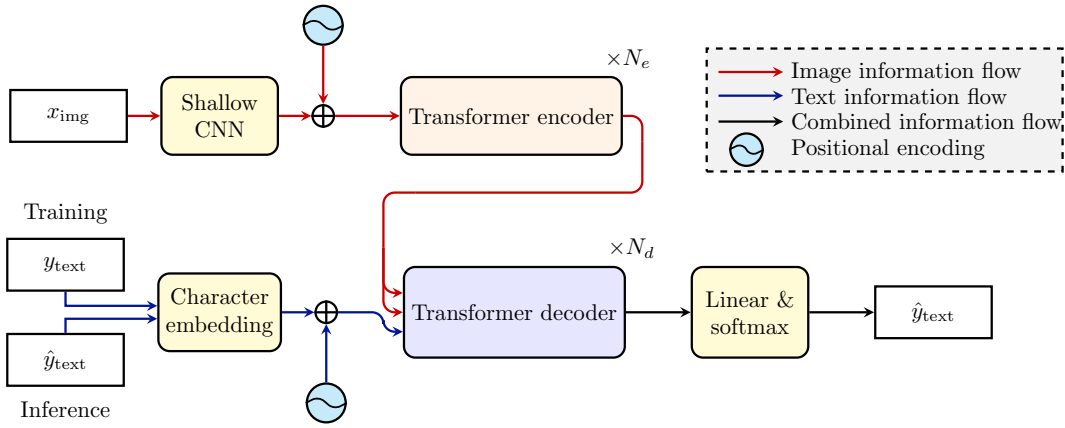 ×N_e
x_img
Shallow
CNN
Transformer encoder
Image information flow
Text information flow
Combined information flow
Positional encoding
Training
y_text
Character
embedding
ŷ_text
Inference
×N_d
Transformer decoder
Linear &
softmax
ŷ_text